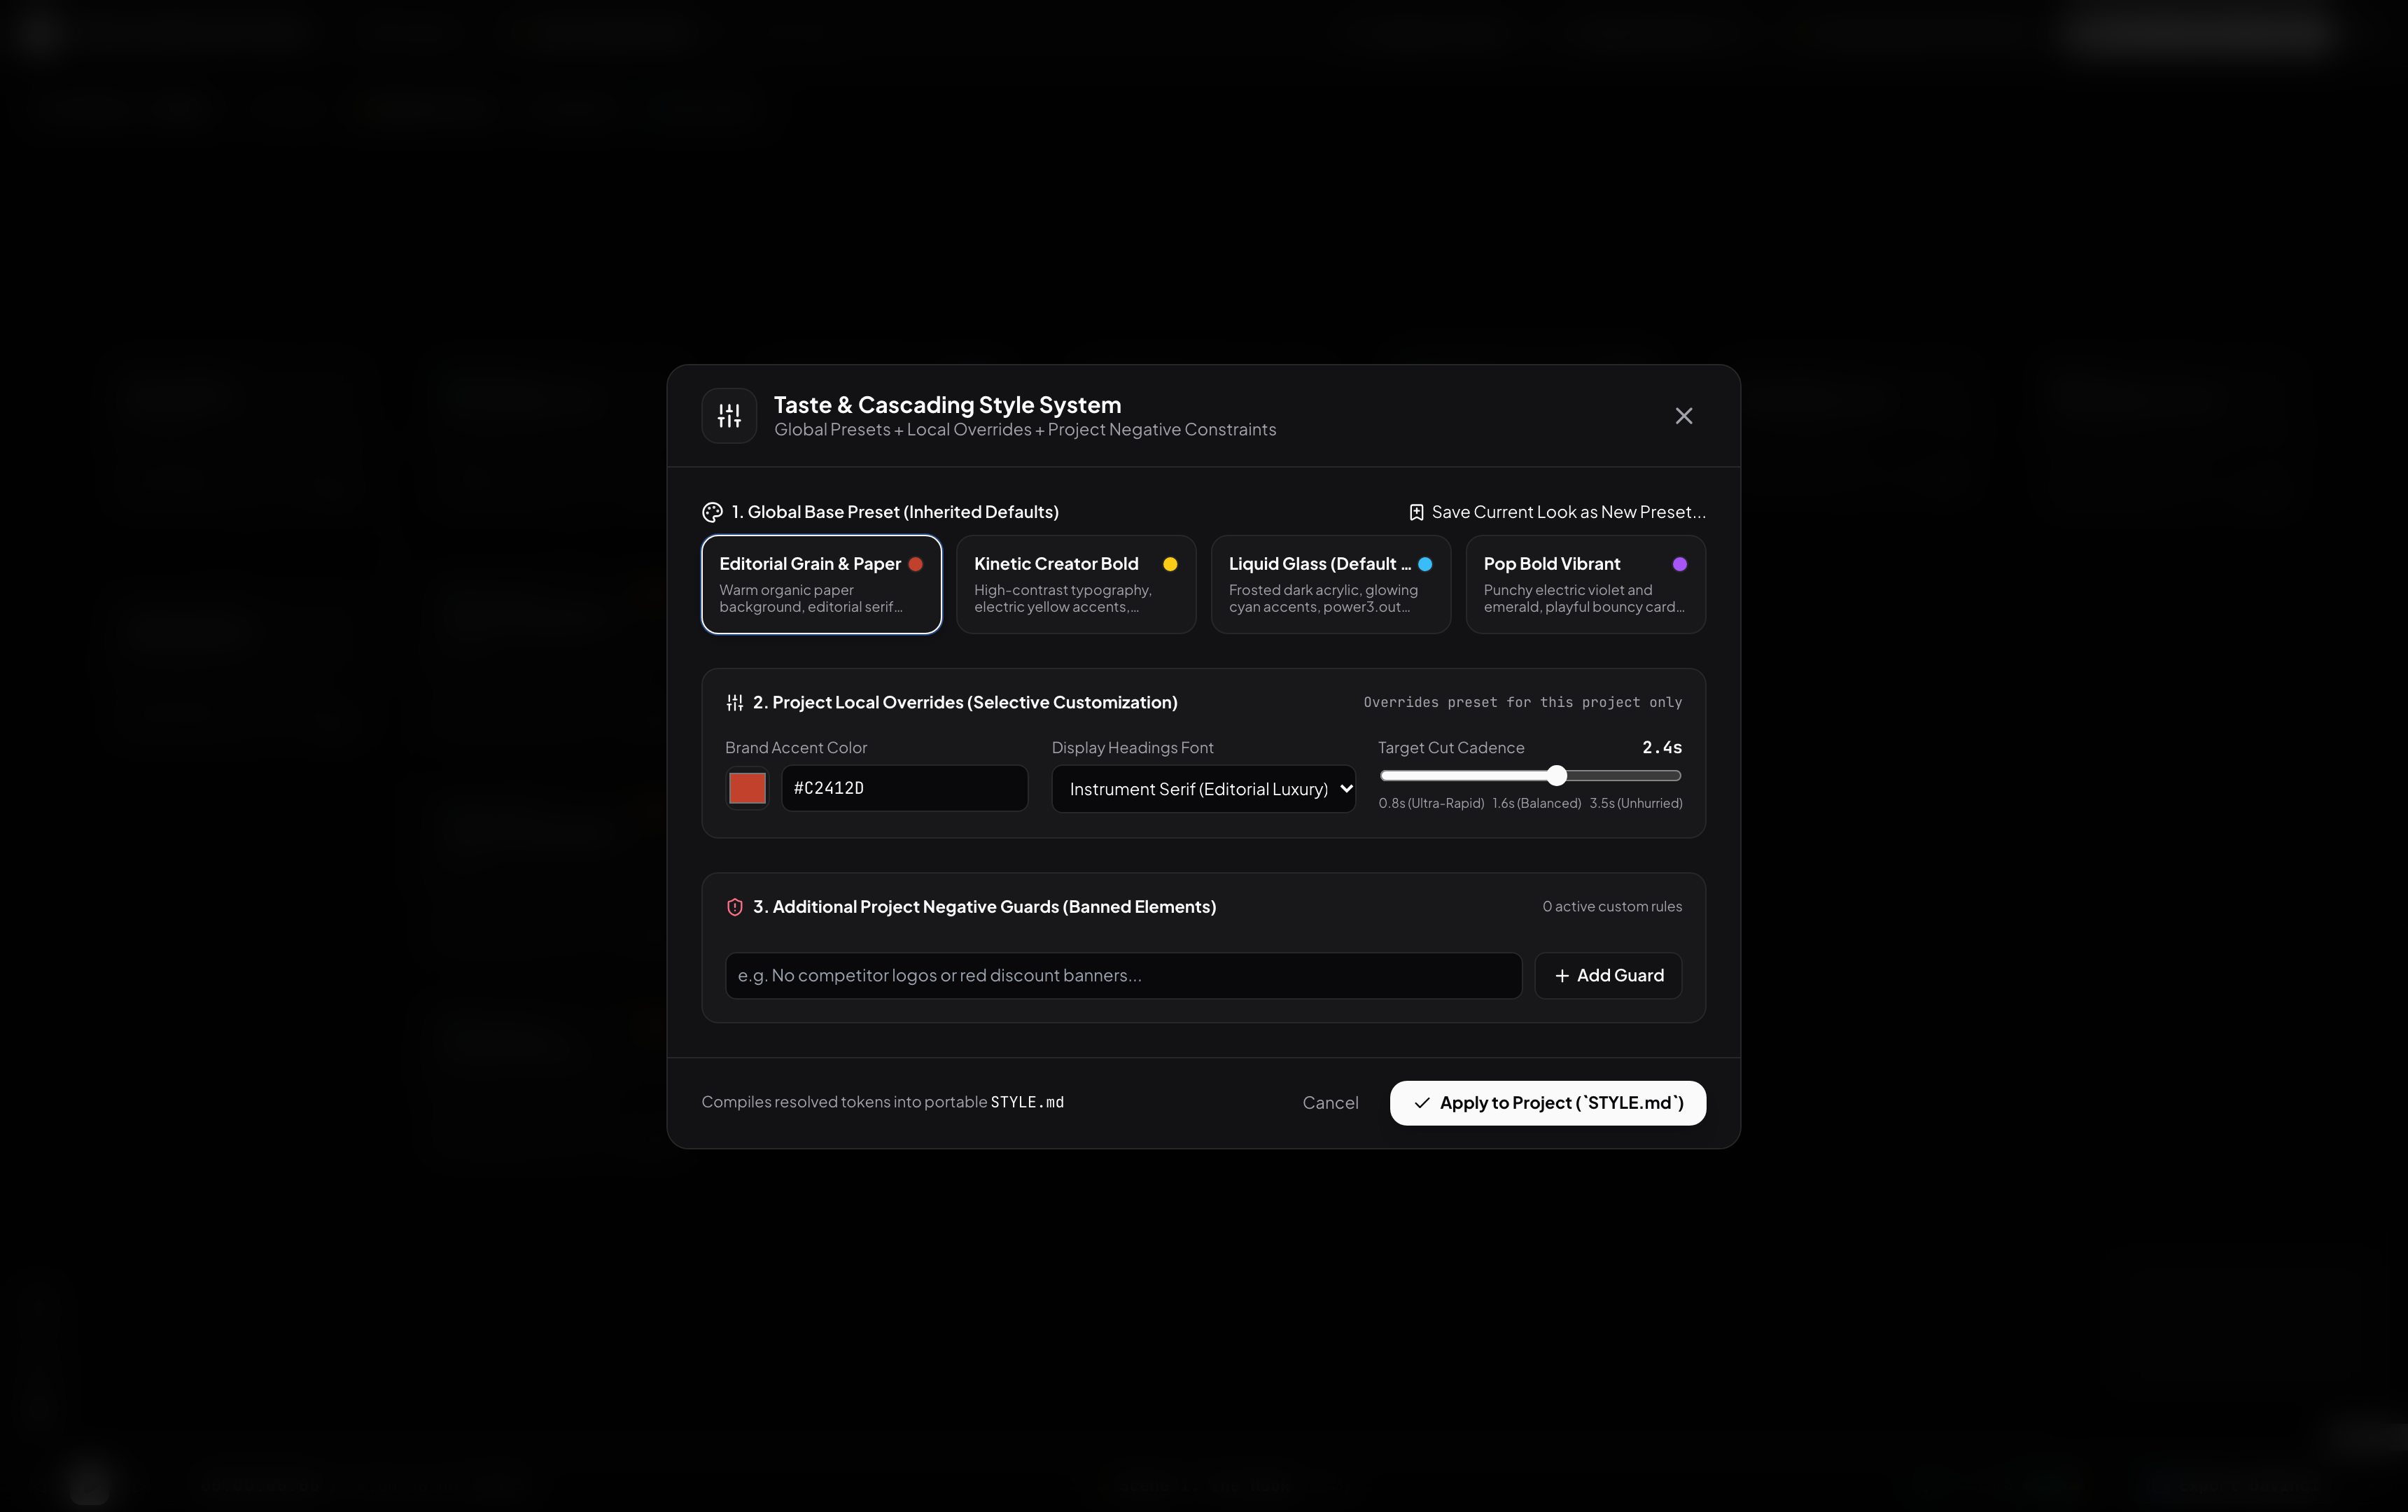 Taste & Cascading Style System
Global Presets + Local Overrides + Project Negative Constraints
1. Global Base Preset (Inherited Defaults)
Save Current Look as New Preset...
Editorial Grain & Paper
Warm organic paper
background, editorial serif...
Kinetic Creator Bold
High-contrast typography,
electric yellow accents,...
Liquid Glass (Default ...
Frosted dark acrylic, glowing
cyan accents, power3.out...
Pop Bold Vibrant
Punchy electric violet and
emerald, playful bouncy card...
2. Project Local Overrides (Selective Customization)
Overrides preset for this project only
Brand Accent Color
#C2412D
Display Headings Font
Instrument Serif (Editorial Luxury)
Target Cut Cadence
2.4s
0.8s (Ultra-Rapid) 1.6s (Balanced) 3.5s (Unhurried)
3. Additional Project Negative Guards (Banned Elements)
0 active custom rules
e.g. No competitor logos or red discount banners...
+ Add Guard
Compiles resolved tokens into portable STYLE.md
Cancel
Apply to Project (`STYLE.md`)